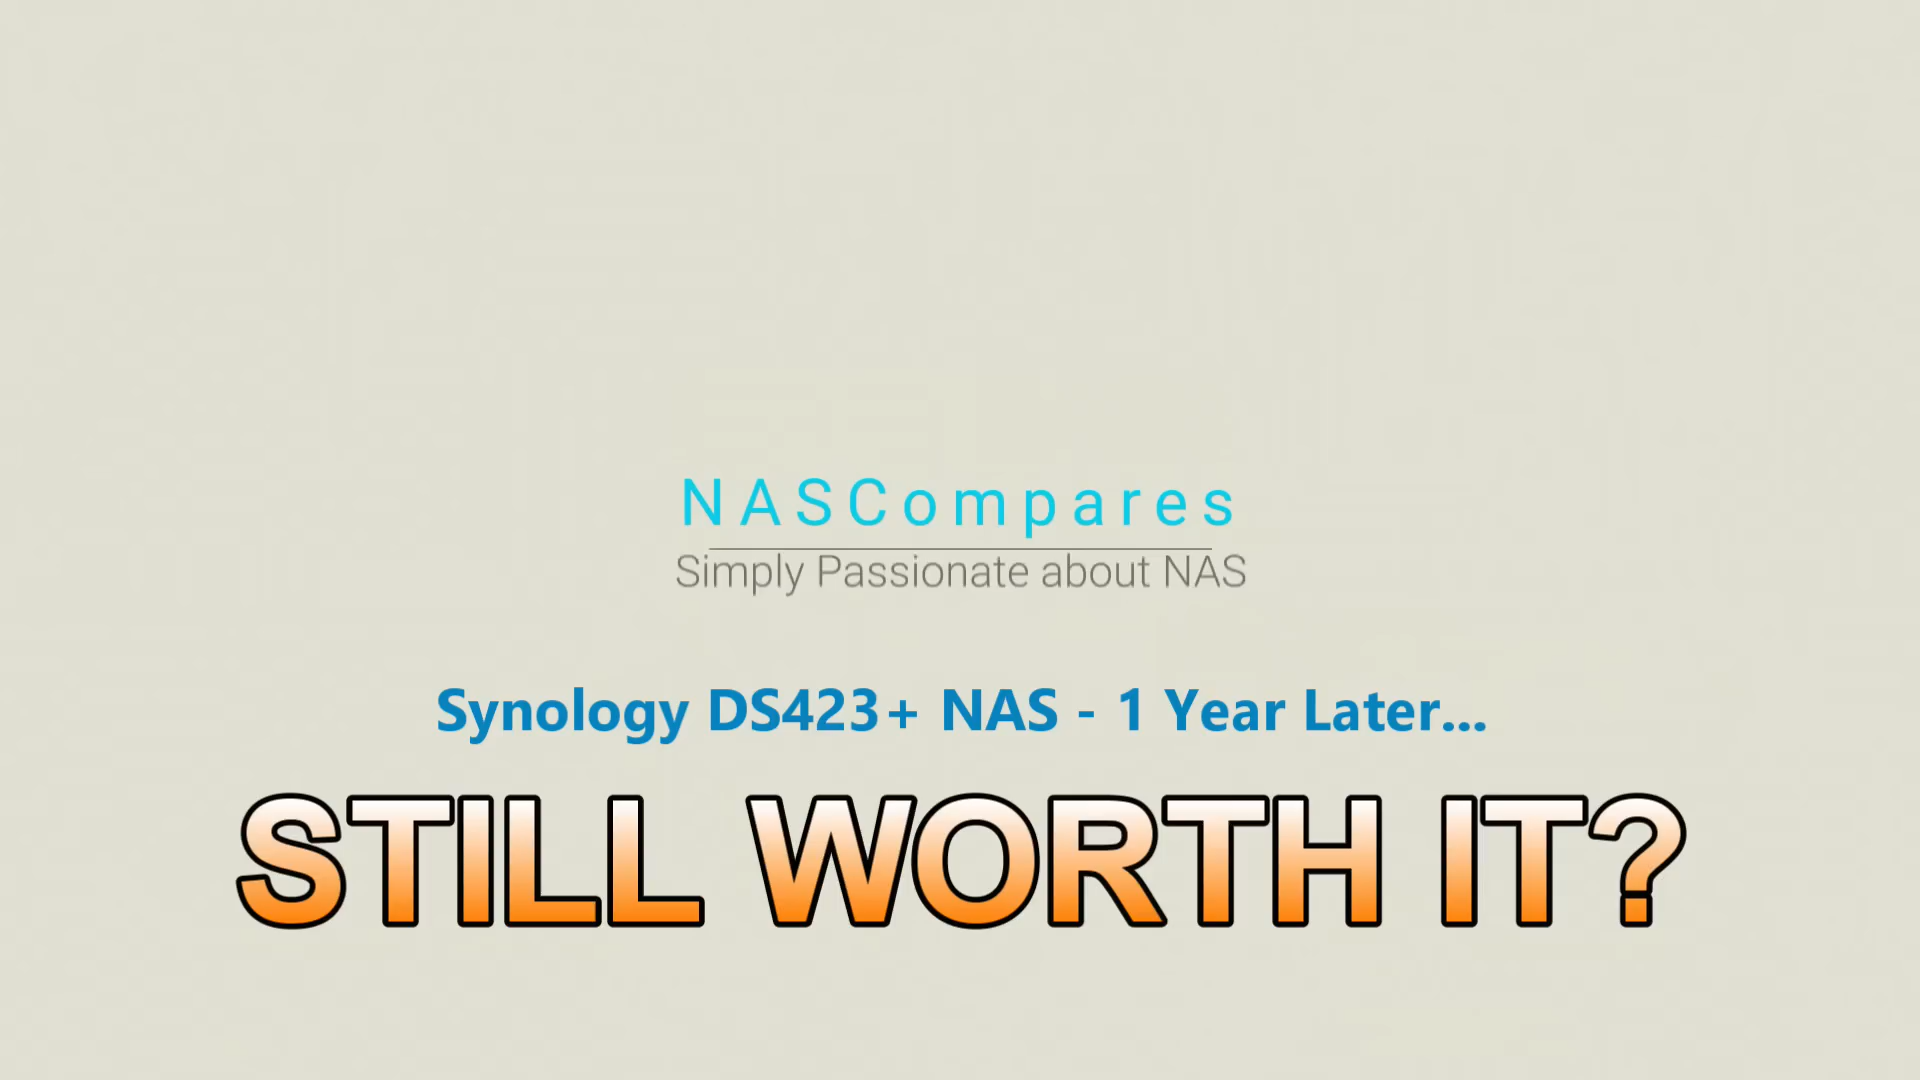 NASCompares
Simply Passionate about NAS
Synology DS423+ NAS - 1 Year Later...
STILL WORTH IT?